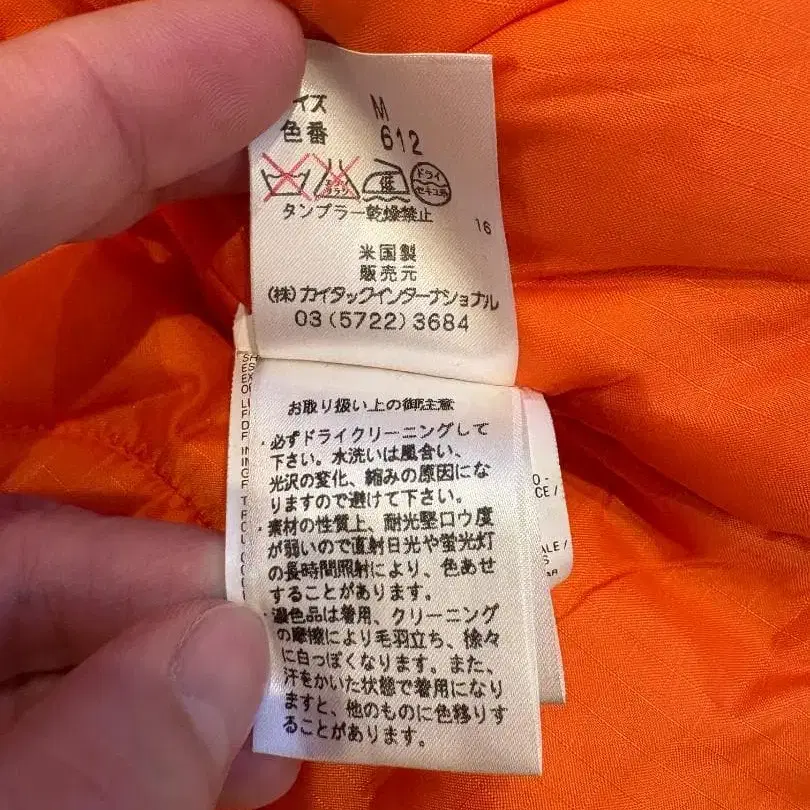 イズ M
色番 612
エンソ サラシ 低 ドライ セキユ系
タンブラー乾燥禁止
16
米国製
販売元
(株)カイタックインターナショナル
03(5722)3684
お取り扱い上の御注意
・必ずドライクリーニングして
下さい。水洗いは風合い、
光沢の変化、縮みの原因にな
りますので避けて下さい。
・素材の性質上、耐光堅ロウ度
が弱いので直射日光や蛍光灯
の長時間照射により、色あせ
することがあります。
・濃色品は着用、クリーニング
の摩擦により毛羽立ち、徐々
に白っぽくなります。また、
汗をかいた状態で着用になり
ますと、他のものに色移りす
ることがあります。